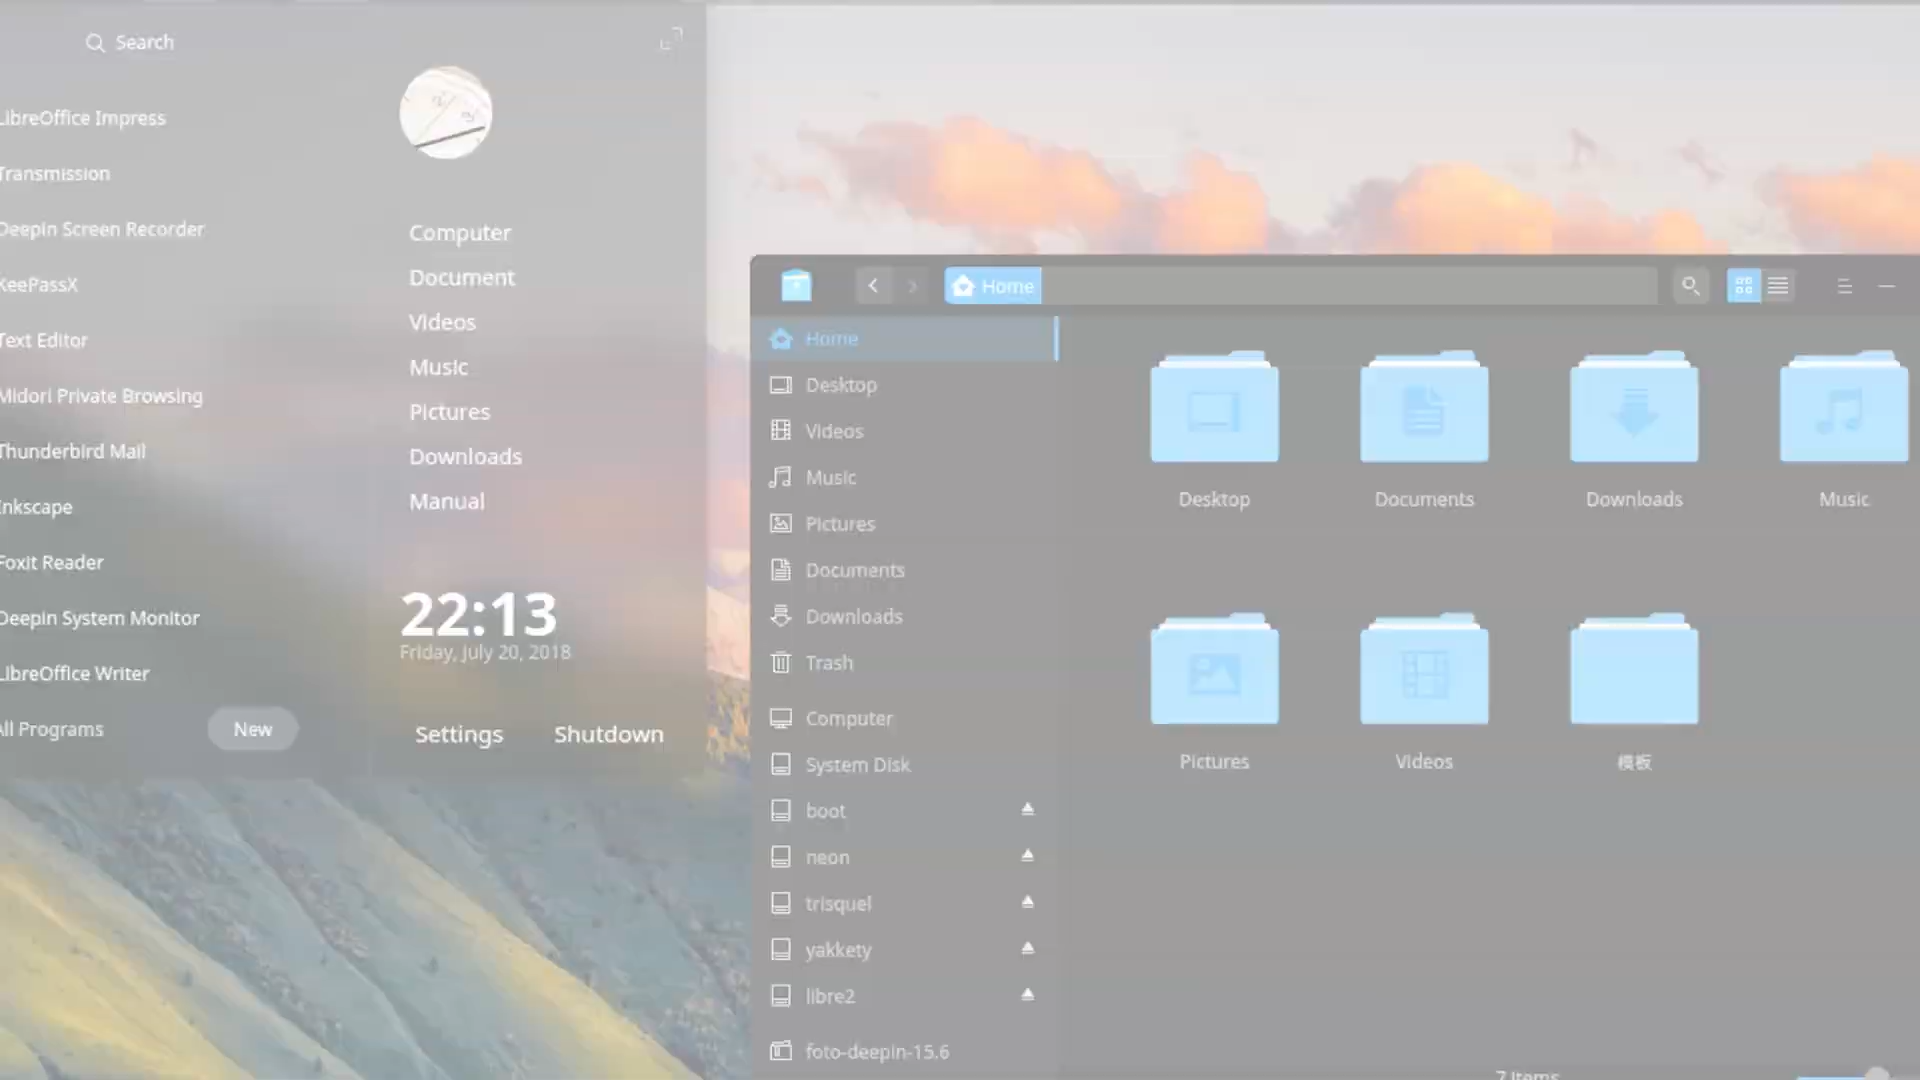 Search
LibreOffice Impress
Transmission
Deepin Screen Recorder
KeePassX
Text Editor
Midori Private Browsing
Thunderbird Mail
Inkscape
Foxit Reader
Deepin System Monitor
LibreOffice Writer
All Programs
New
Computer
Document
Videos
Music
Pictures
Downloads
Manual
22:13
Friday, July 20, 2018
Settings
Shutdown
Home
Home
Desktop
Videos
Music
Pictures
Documents
Downloads
Trash
Computer
System Disk
boot
neon
trisquel
yakkety
libre2
foto-deepin-15.6
Desktop
Documents
Downloads
Music
Pictures
Videos
模板
7 items